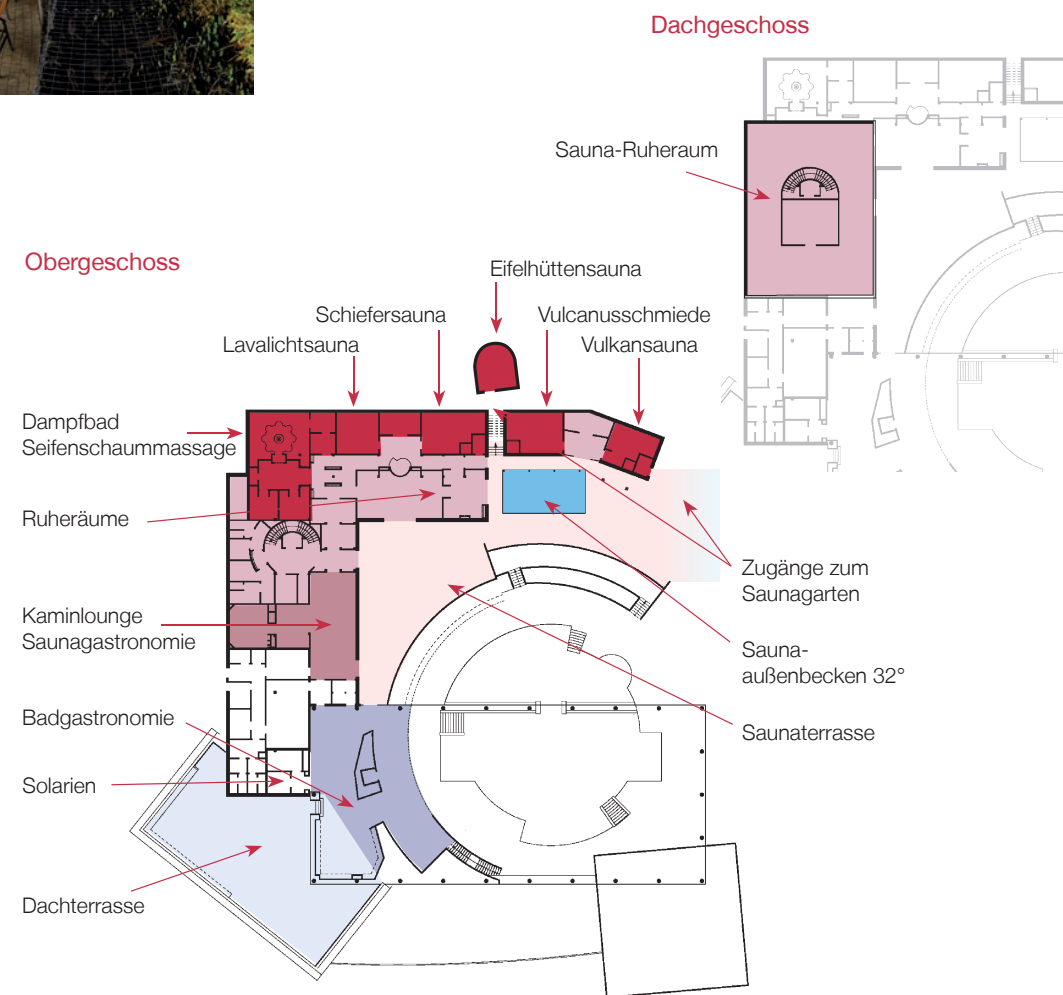 Dachgeschoss
Sauna-Ruheraum
Obergeschoss
Eifelhüttensauna
Schiefersauna
Vulcanusschmiede
Lavalichtsauna
Vulkansauna
Dampfbad
Seifenschaummassage
Ruheräume
Zugänge zum
Saunagarten
Kaminlounge
Saunagastronomie
Sauna-
außenbecken 32°
Badgastronomie
Saunaterrasse
Solarien
Dachterrasse